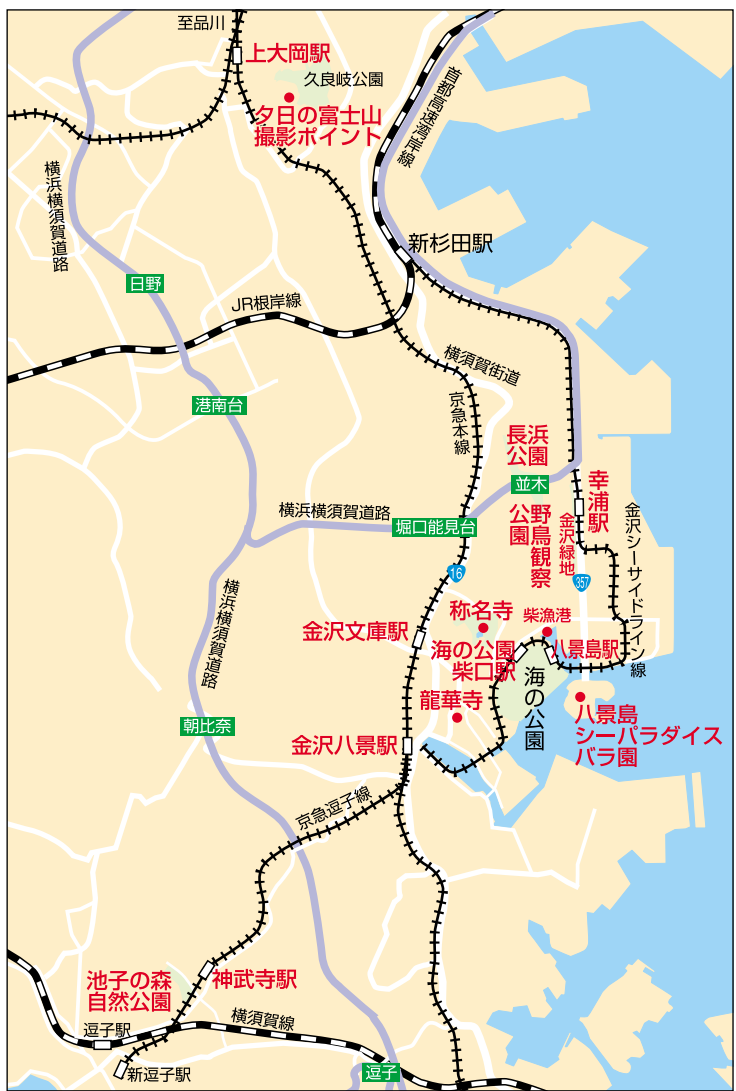 至品川
上大岡駅
久良岐公園
夕日の富士山
撮影ポイント
首都高速湾岸線
横浜横須賀道路
新杉田駅
日野
JR根岸線
横須賀街道
港南台
京急本線
長浜
公園
並木
幸浦駅
横浜横須賀道路
堀口能見台
野鳥観察
公園
金沢緑地
金沢シーサイドライン線
16
357
横浜横須賀道路
称名寺
柴漁港
金沢文庫駅
海の公園
柴口駅
八景島駅
海の公園
龍華寺
八景島
シーパラダイス
バラ園
朝比奈
金沢八景駅
京急逗子線
池子の森
自然公園
神武寺駅
逗子駅
横須賀線
新逗子駅
逗子